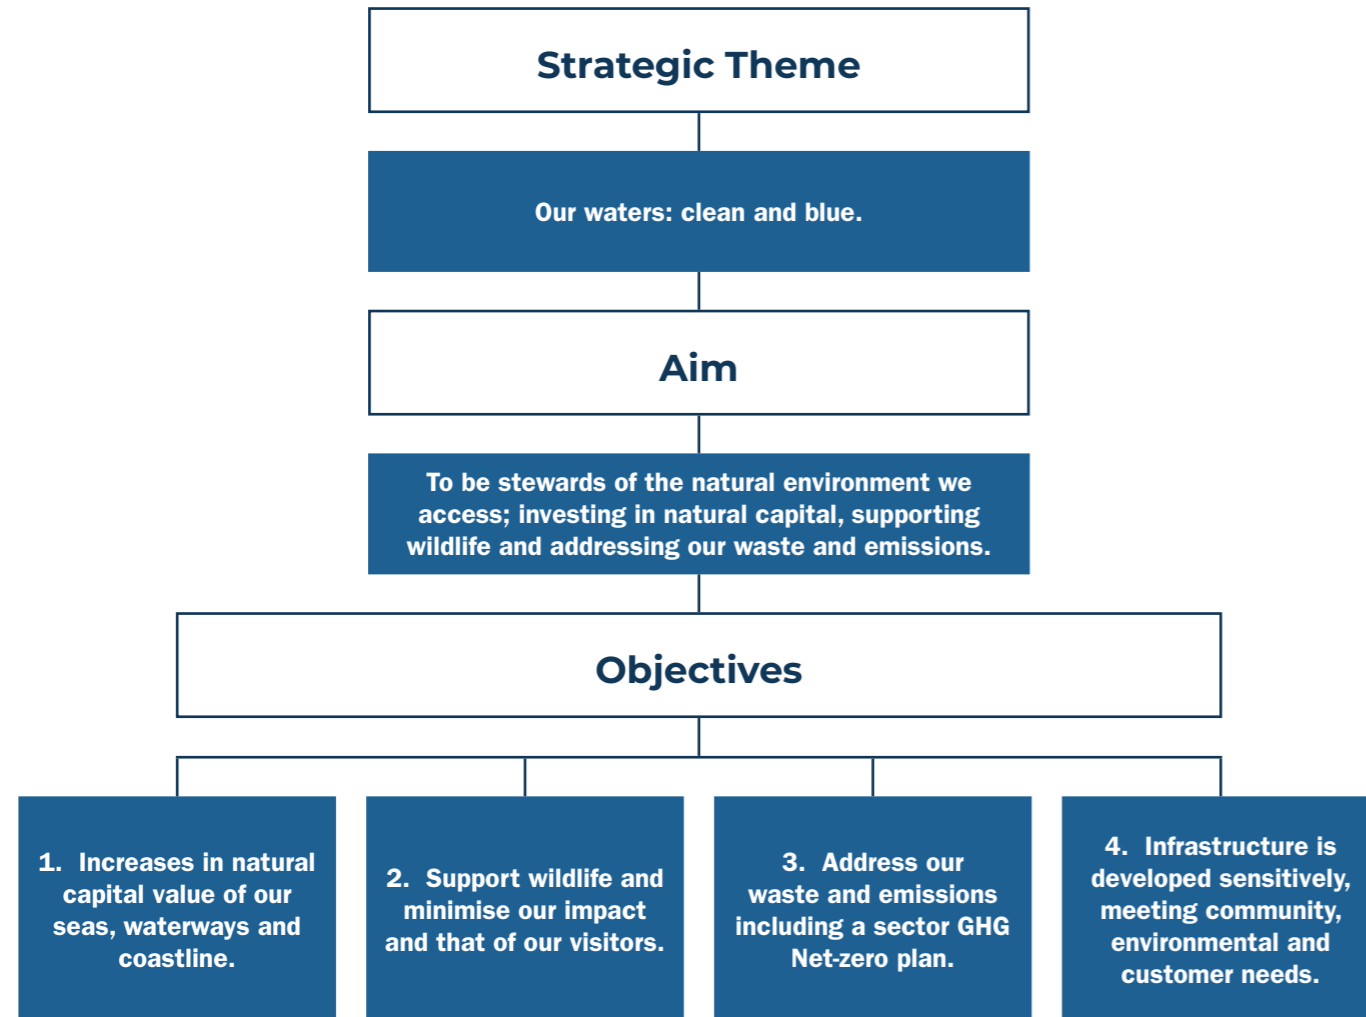 Strategic Theme
Our waters: clean and blue.
Aim
To be stewards of the natural environment we
access; investing in natural capital, supporting
wildlife and addressing our waste and emissions.
Objectives
1. Increases in natural
capital value of our
seas, waterways and
coastline.
2. Support wildlife and
minimise our impact
and that of our visitors.
3. Address our
waste and emissions
including a sector GHG
Net-zero plan.
4. Infrastructure is
developed sensitively,
meeting community,
environmental and
customer needs.